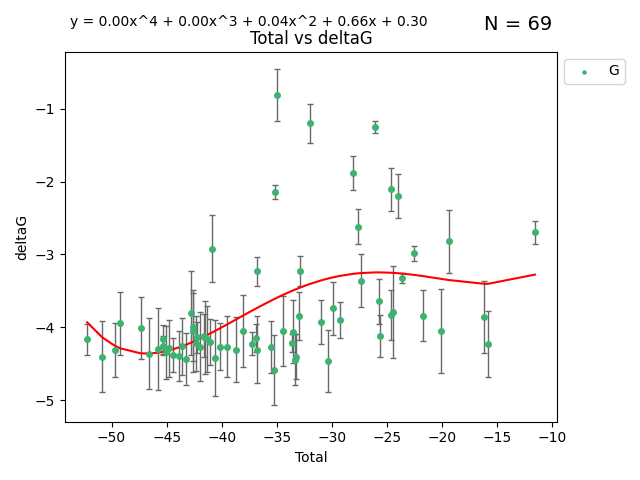 y = 0.00x^4 + 0.00x^3 + 0.04x^2 + 0.66x + 0.30
N = 69
Total vs deltaG
G
deltaG
−1
−2
−3
−4
−5
−50 −45 −40 −35 −30 −25 −20 −15 −10
Total